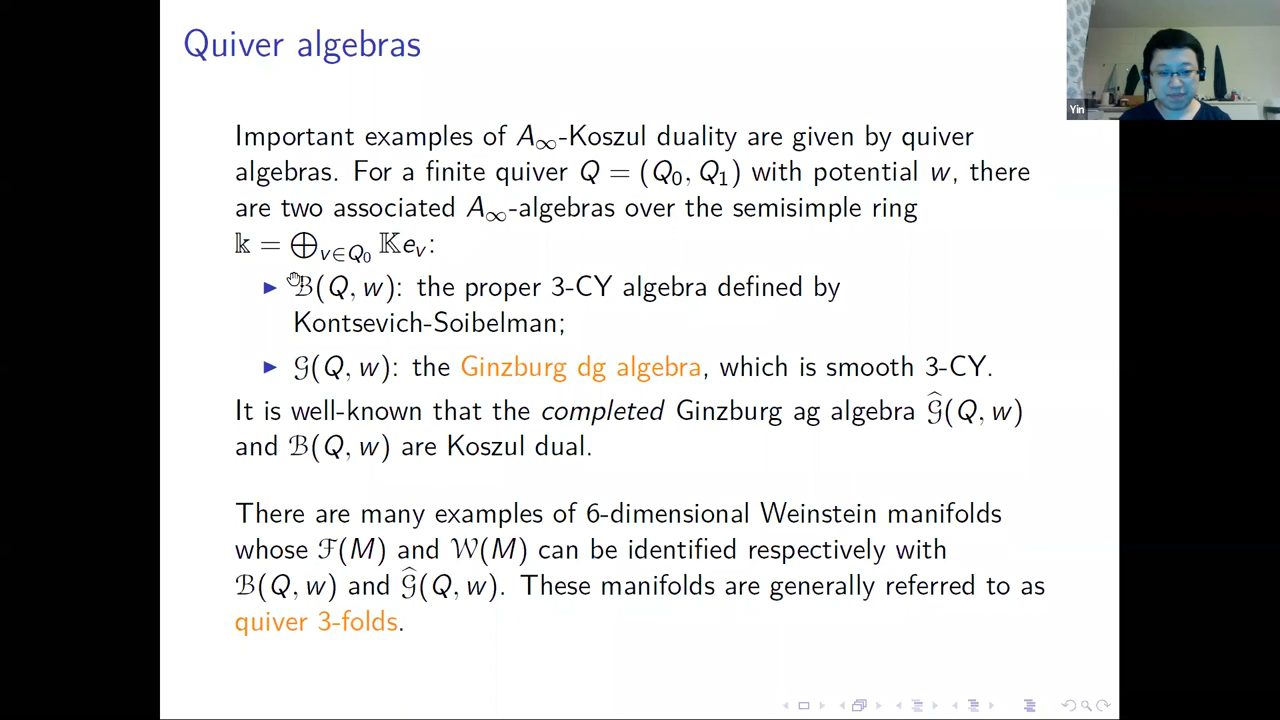 Quiver algebras
Important examples of A∞-Koszul duality are given by quiver
algebras. For a finite quiver Q = (Q₀, Q₁) with potential w, there
are two associated A∞-algebras over the semisimple ring
𝕜 = ⊕_{v∈Q₀} 𝕂e_v:
▶ ℬ(Q, w): the proper 3-CY algebra defined by
Kontsevich-Soibelman;
▶ 𝒢(Q, w): the Ginzburg dg algebra, which is smooth 3-CY.
It is well-known that the completed Ginzburg ag algebra 𝒢̂(Q, w)
and ℬ(Q, w) are Koszul dual.
There are many examples of 6-dimensional Weinstein manifolds
whose ℱ(M) and 𝒲(M) can be identified respectively with
ℬ(Q, w) and 𝒢̂(Q, w). These manifolds are generally referred to as
quiver 3-folds.
Yin